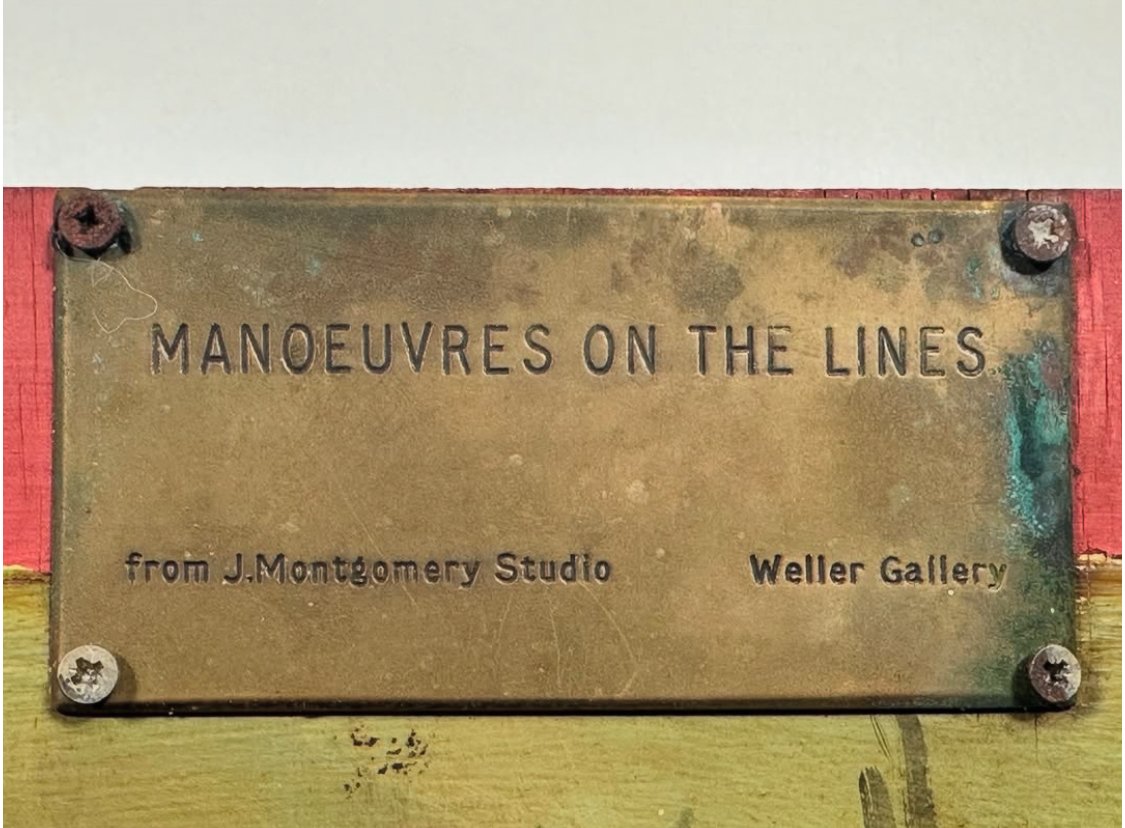 MANOEUVRES ON THE LINES
from J.Montgomery Studio Weller Gallery